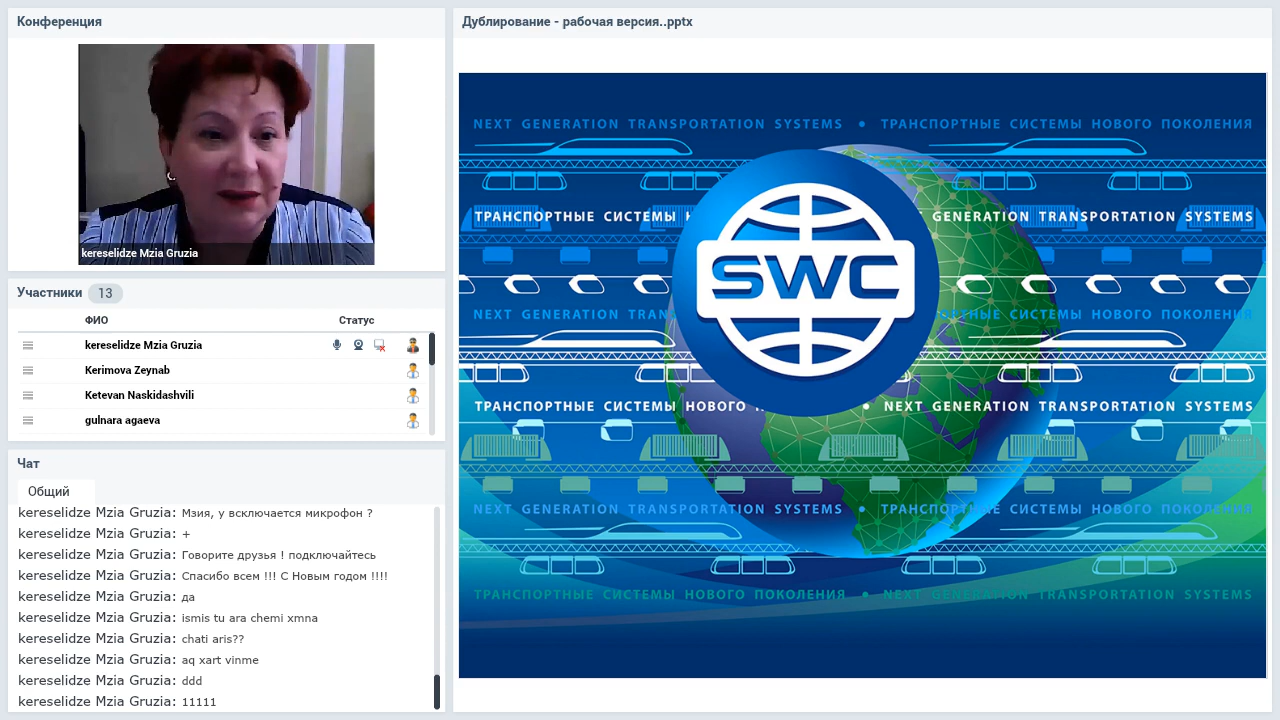 Конференция
kereselidze Mzia Gruzia
Участники 13
ФИО Статус
kereselidze Mzia Gruzia
Kerimova Zeynab
Ketevan Naskidashvili
gulnara agaeva
Чат
Общий
kereselidze Mzia Gruzia: Мзия, у всключается микрофон ?
kereselidze Mzia Gruzia: +
kereselidze Mzia Gruzia: Говорите друзья ! подключайтесь
kereselidze Mzia Gruzia: Спасибо всем !!! С Новым годом !!!!
kereselidze Mzia Gruzia: да
kereselidze Mzia Gruzia: ismis tu ara chemi xmna
kereselidze Mzia Gruzia: chati aris??
kereselidze Mzia Gruzia: aq xart vinme
kereselidze Mzia Gruzia: ddd
kereselidze Mzia Gruzia: 11111
Дублирование - рабочая версия..pptx
NEXT GENERATION TRANSPORTATION SYSTEMS • ТРАНСПОРТНЫЕ СИСТЕМЫ НОВОГО ПОКОЛЕНИЯ
ТРАНСПОРТНЫЕ СИСТЕМЫ GENERATION TRANSPORTATION SYSTEMS
SWC
NEXT GENERATION СИСТЕМЫ НОВОГО ПОКОЛЕНИЯ
ТРАНСПОРТНЫЕ СИСТЕМЫ НОВОГО • NEXT GENERATION TRANSPORTATION SYSTEMS
NEXT GENERATION TRANSPORTATION SYSTEMS • ТРАНСПОРТНЫЕ СИСТЕМЫ НОВОГО ПОКОЛЕНИЯ
ТРАНСПОРТНЫЕ СИСТЕМЫ НОВОГО ПОКОЛЕНИЯ • NEXT GENERATION TRANSPORTATION SYSTEMS